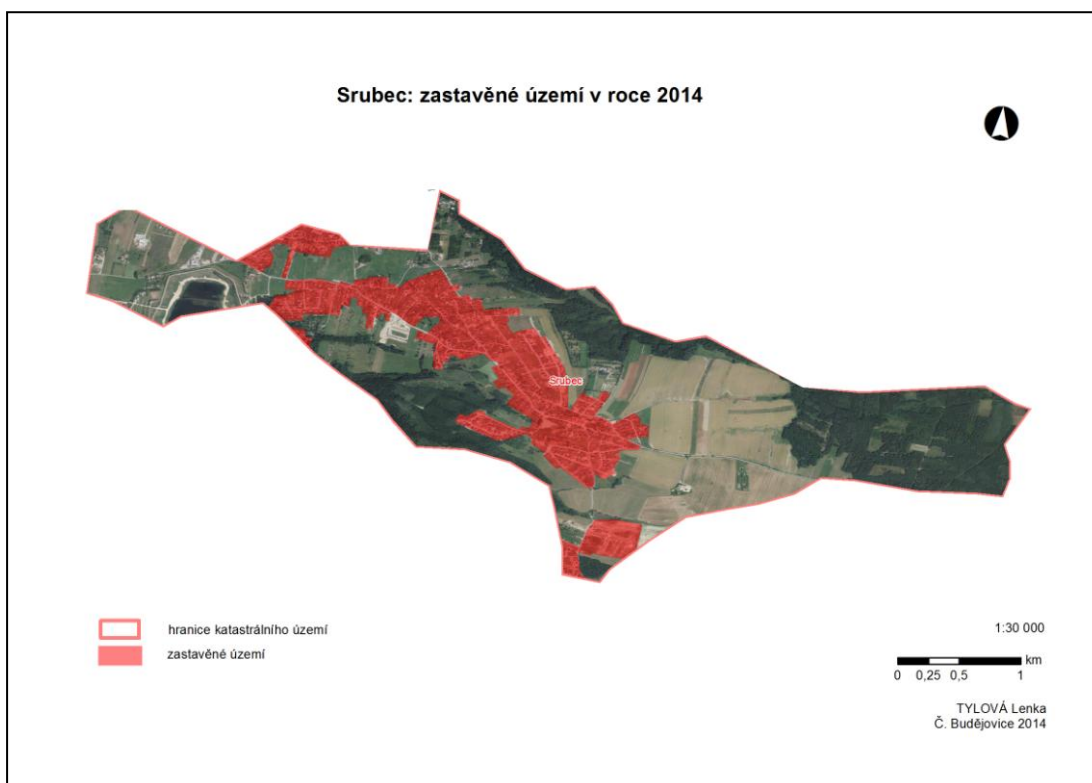 Srubec: zastavěné území v roce 2014
Srubec
hranice katastrálního území
zastavěné území
1:30 000
km
0 0,25 0,5 1
TYLOVÁ Lenka
Č. Budějovice 2014